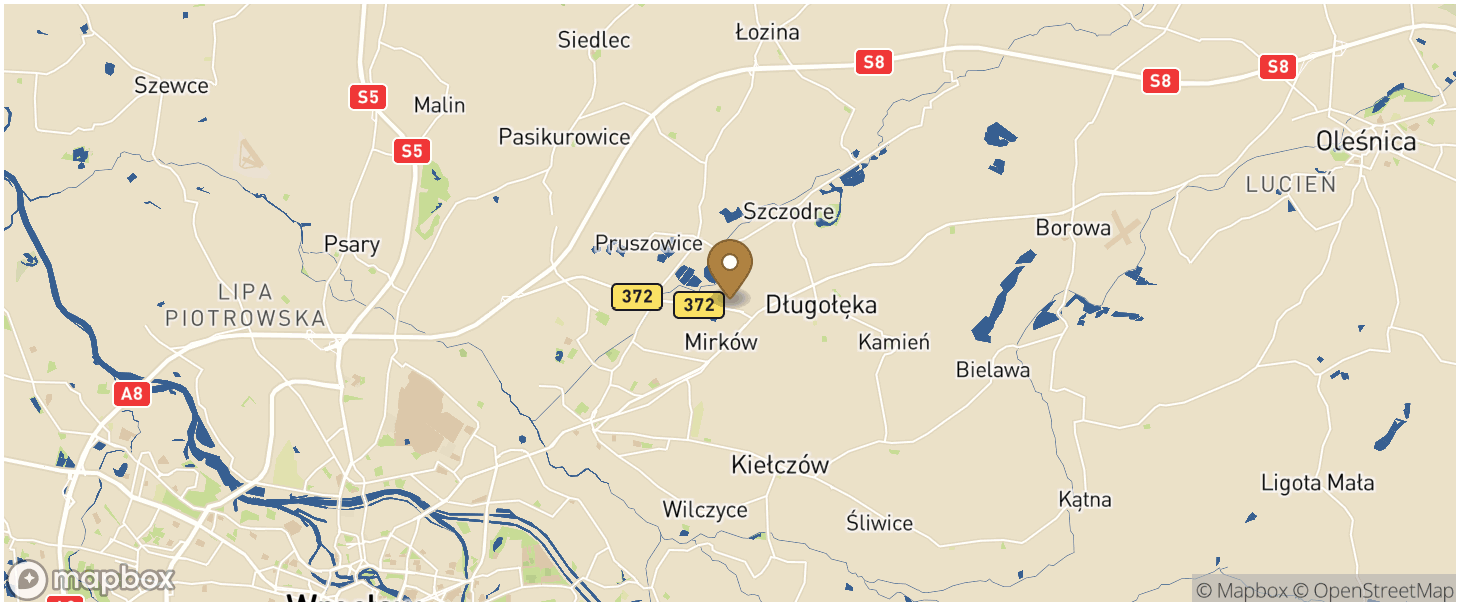 Siedlec
Łozina
S8
S8
S8
Szewce
S5
Malin
Pasikurowice
S5
Oleśnica
LUCIEŃ
Szczodre
Borowa
Psary
Pruszowice
LIPA
PIOTROWSKA
372
372
Długołęka
Mirków
Kamień
Bielawa
A8
Kiełczów
Ligota Mała
Kątna
Wilczyce
Śliwice
mapbox
© Mapbox © OpenStreetMap